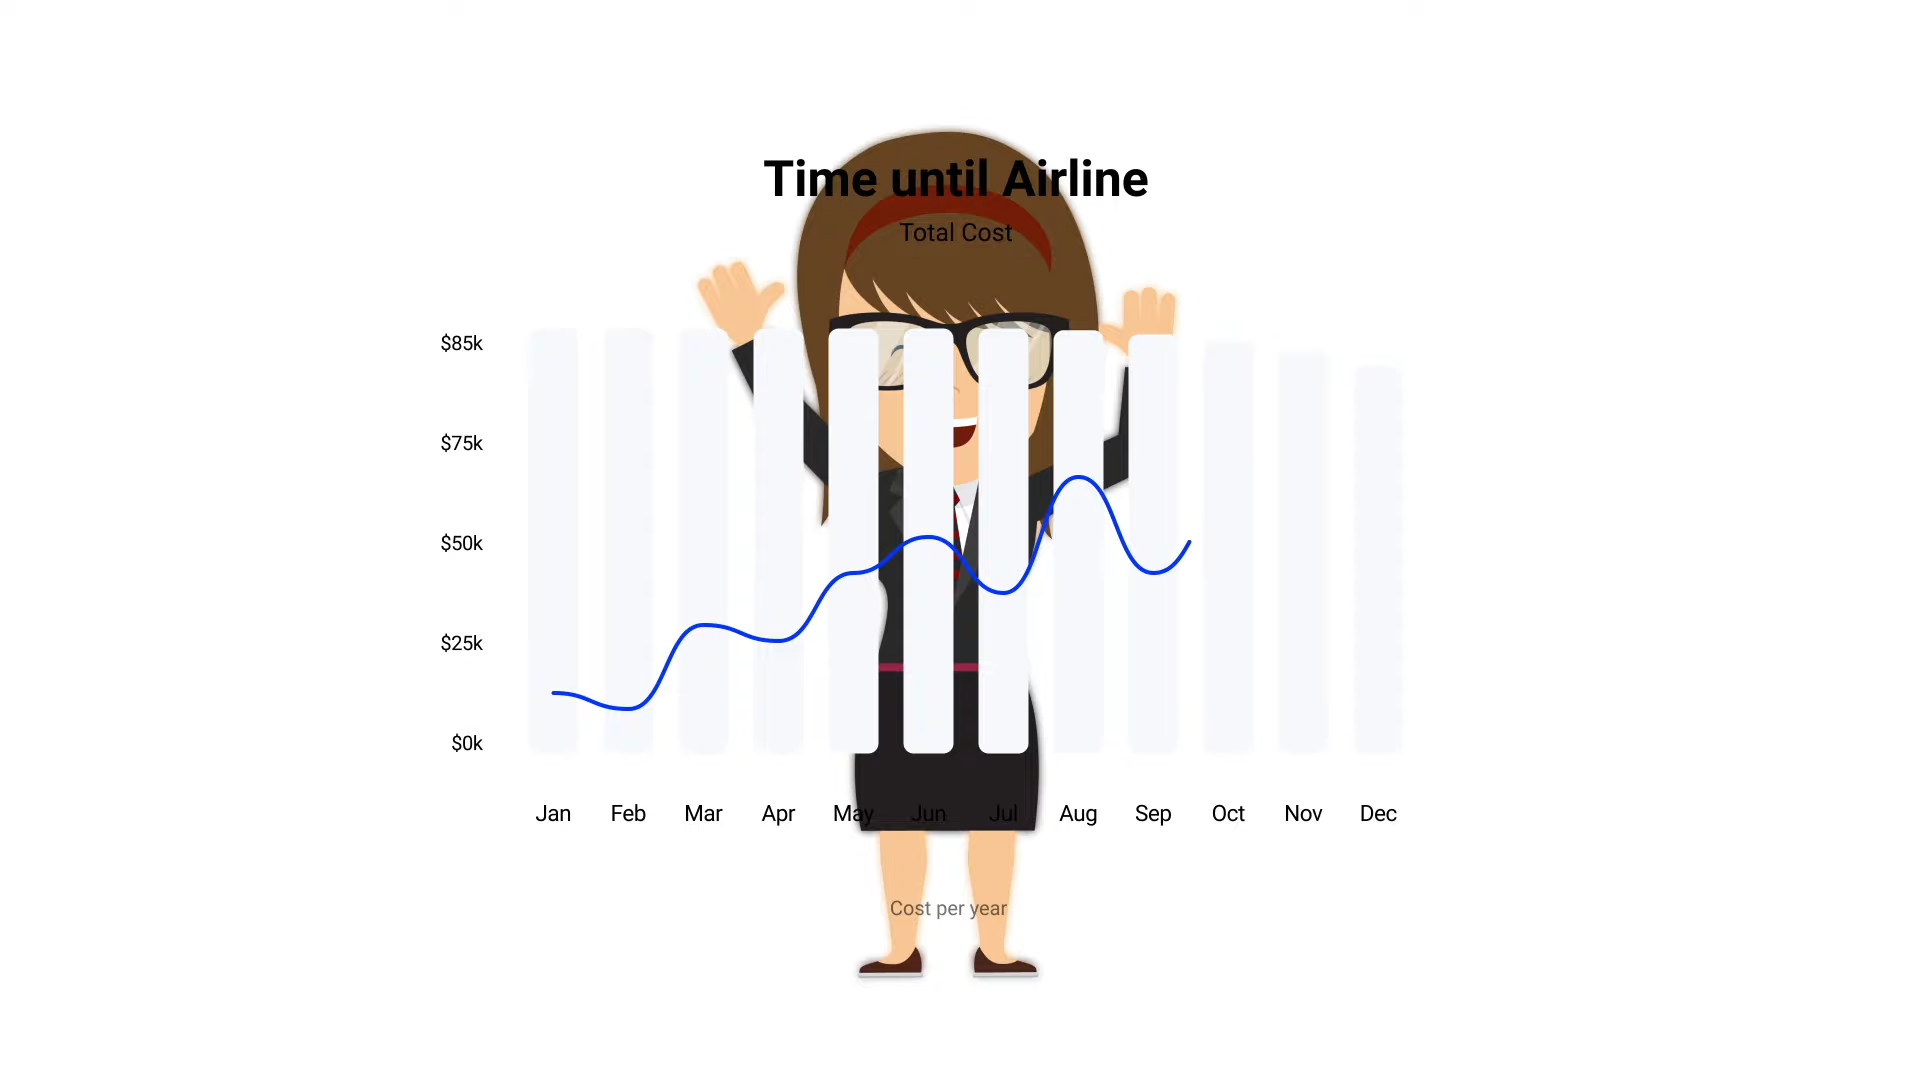 Time until Airline
Total Cost
$85k
$75k
$50k
$25k
$0k
Jan Feb Mar Apr May Jun Jul Aug Sep Oct Nov Dec
Cost per year